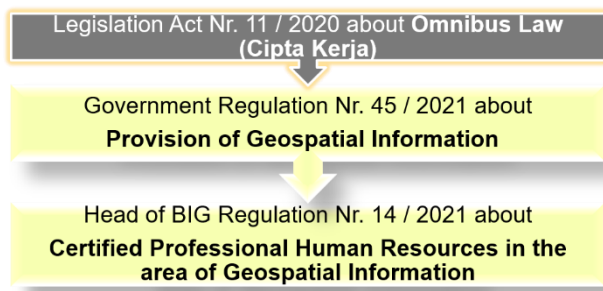 Legislation Act Nr. 11 / 2020 about Omnibus Law
(Cipta Kerja)
Government Regulation Nr. 45 / 2021 about
Provision of Geospatial Information
Head of BIG Regulation Nr. 14 / 2021 about
Certified Professional Human Resources in the
area of Geospatial Information